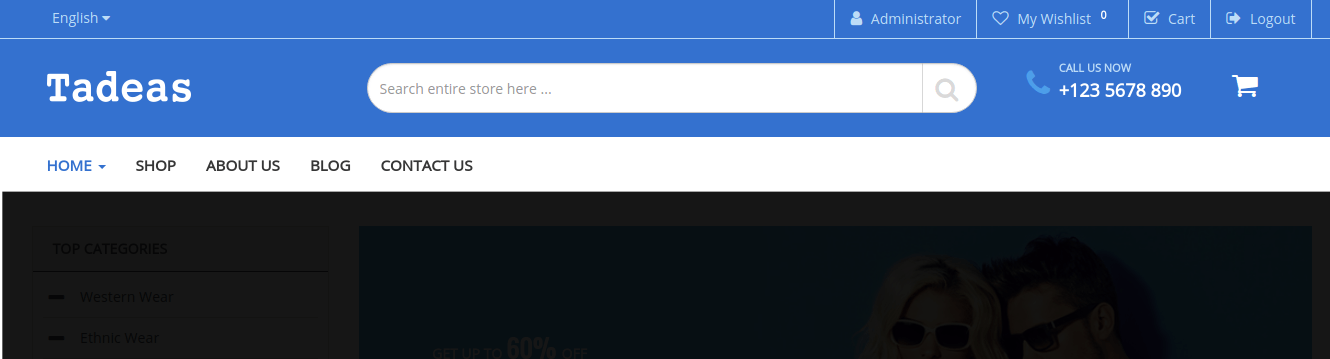 English
Administrator
My Wishlist 0
Cart
Logout
Tadeas
Search entire store here ...
CALL US NOW
+123 5678 890
HOME SHOP ABOUT US BLOG CONTACT US
TOP CATEGORIES
Western Wear
Ethnic Wear
GET UP TO 60% OFF